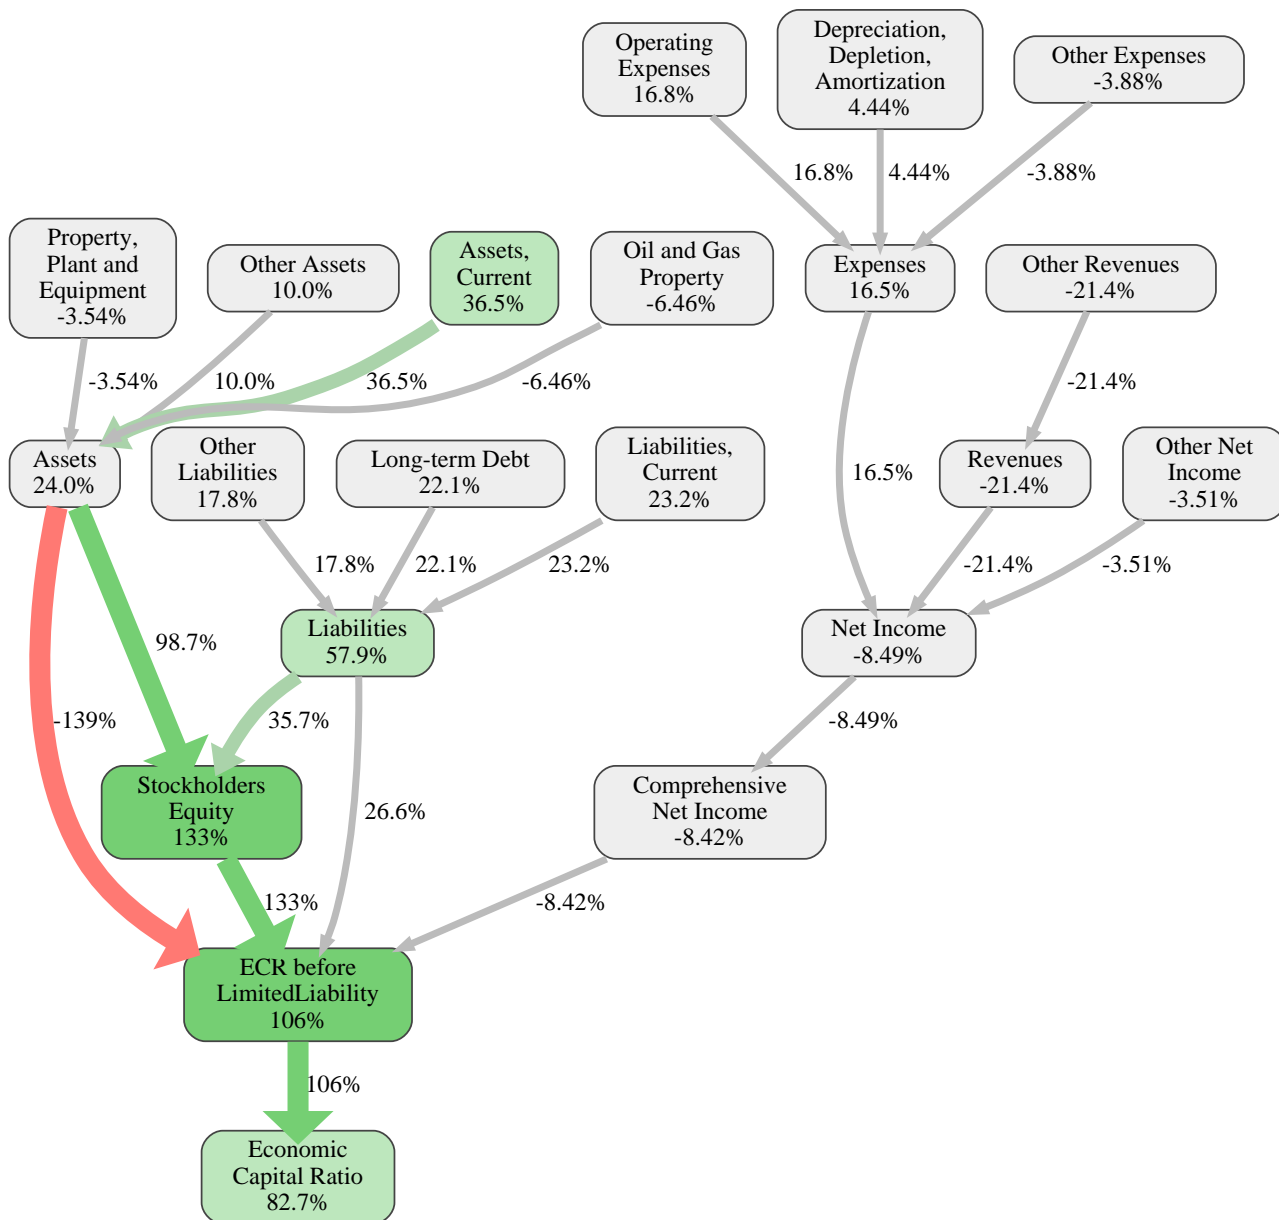 Operating
Expenses
16.8%
Depreciation,
Depletion,
Amortization
4.44%
Other Expenses
-3.88%
16.8%
4.44%
-3.88%
Property,
Plant and
Equipment
-3.54%
Other Assets
10.0%
Assets,
Current
36.5%
Oil and Gas
Property
-6.46%
Expenses
16.5%
Other Revenues
-21.4%
-3.54%
10.0%
36.5%
-6.46%
-21.4%
Assets
24.0%
Other
Liabilities
17.8%
Long-term Debt
22.1%
Liabilities,
Current
23.2%
16.5%
Revenues
-21.4%
Other Net
Income
-3.51%
17.8%
22.1%
23.2%
-21.4%
-3.51%
98.7%
Liabilities
57.9%
Net Income
-8.49%
-139%
35.7%
-8.49%
Stockholders
Equity
133%
26.6%
Comprehensive
Net Income
-8.42%
133%
-8.42%
ECR before
LimitedLiability
106%
106%
Economic
Capital Ratio
82.7%